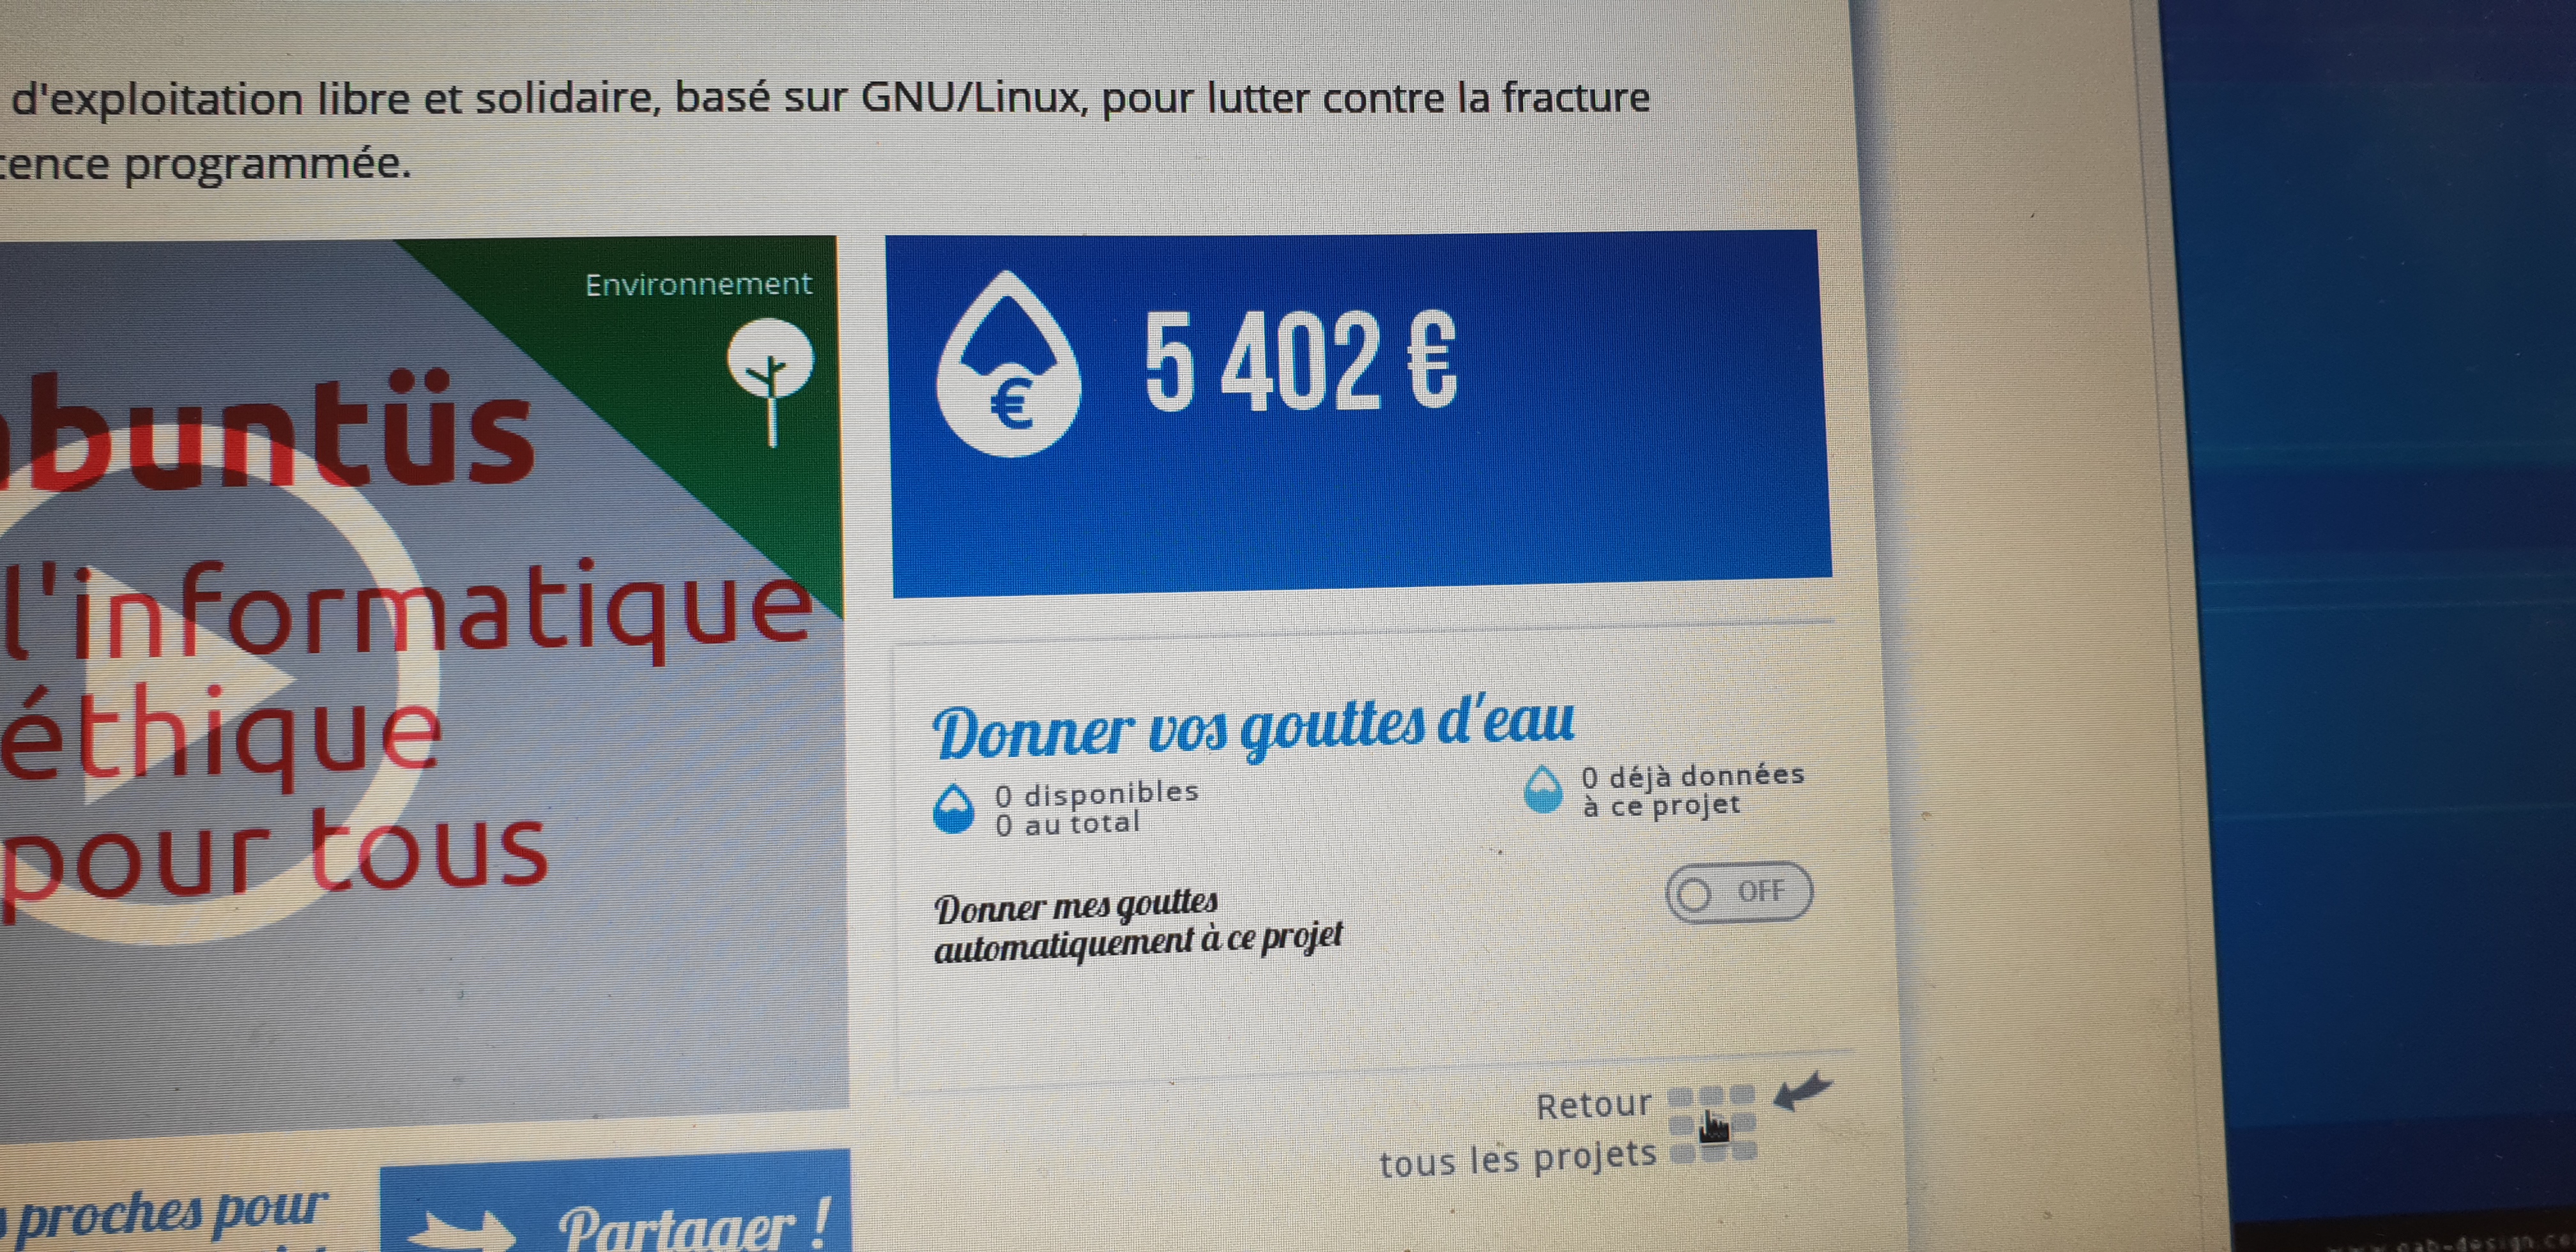 d'exploitation libre et solidaire, basé sur GNU/Linux, pour lutter contre la fracture
programmée.
Environnement
l'informatique
éthique
pour tous
5 402 €
Donner vos gouttes d'eau
0 disponibles
0 au total
0 déjà données
à ce projet
Donner mes gouttes
automatiquement à ce projet
OFF
Retour
tous les projets
proches pour
Partager !